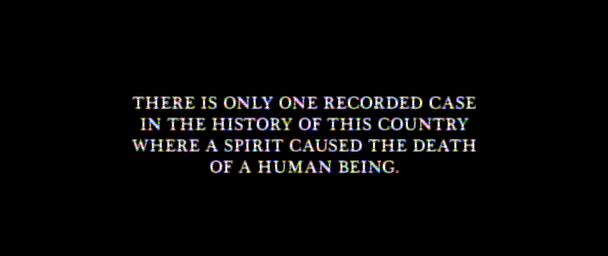 THERE IS ONLY ONE RECORDED CASE
IN THE HISTORY OF THIS COUNTRY
WHERE A SPIRIT CAUSED THE DEATH
OF A HUMAN BEING.